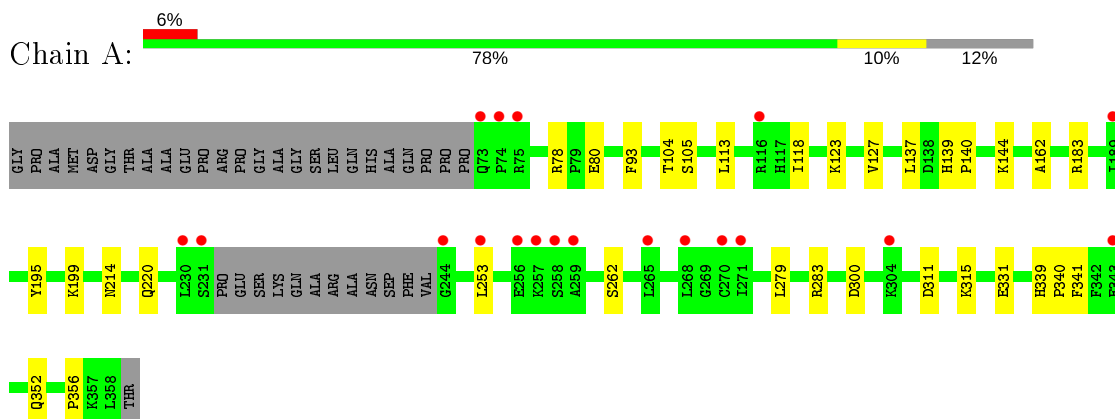 6%
Chain A:
78% 10% 12%
GLY PRO ALA MET ASP GLY THR ALA ALA GLU PRO ARG PRO GLY ALA GLY SER LEU GLN HIS ALA GLN PRO PRO PRO Q73 P74 R75 R78 P79 E80 F93 T104 S105 L113 R116 H117 I118 K123 V127 L137 D138 H139 P140 K144 A162 R183 I189
Y195 K199 N214 Q220 L230 S231 PRO GLU SER LYS GLN ALA ARG ALA ASN SEP PHE VAL G244 L253 E256 K257 S258 A259 S262 L265 L268 G269 C270 I271 L279 R283 D300 K304 D311 K315 E331 H339 P340 F341 F342 E343
Q352 P356 K357 L358 THR